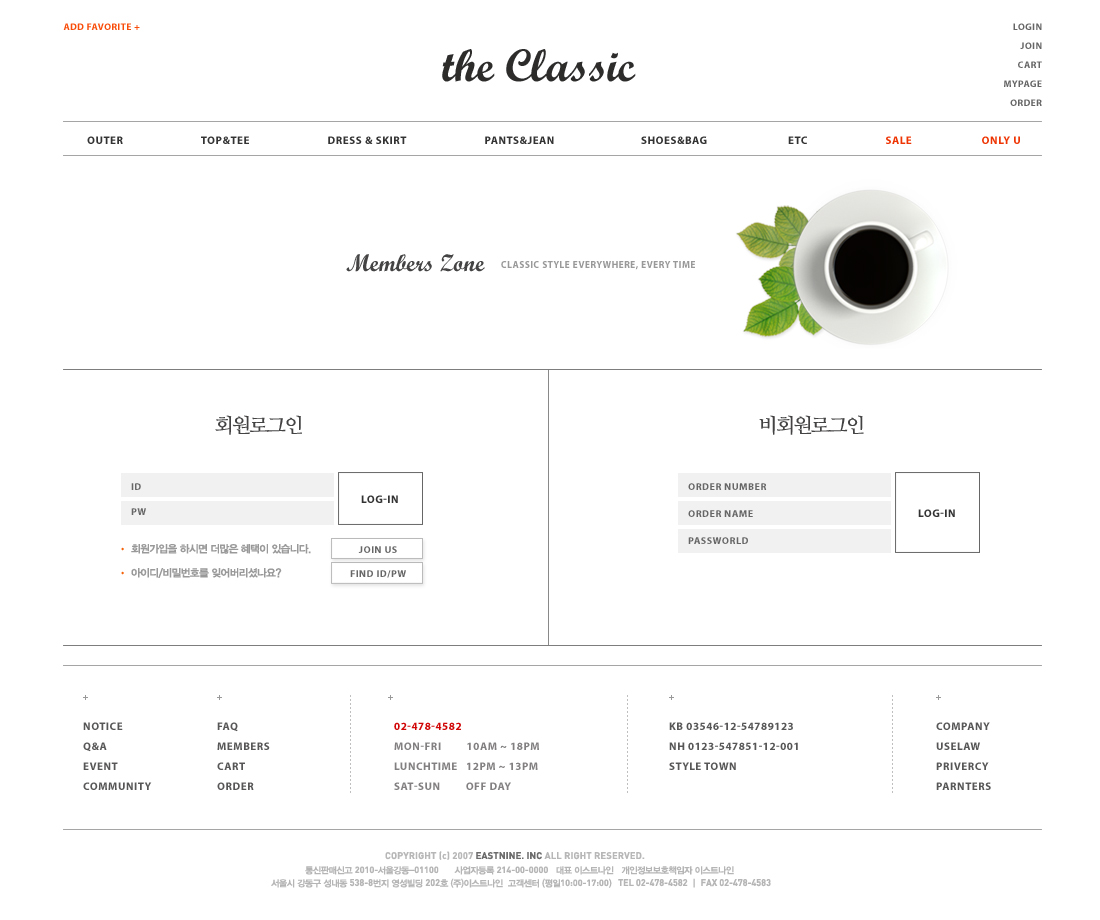 ADD FAVORITE +
LOGIN
JOIN
CART
MYPAGE
ORDER
the Classic
OUTER TOP&TEE DRESS & SKIRT PANTS&JEAN SHOES&BAG ETC SALE ONLY U
Members Zone CLASSIC STYLE EVERYWHERE, EVERY TIME
회원로그인
ID
PW
LOG-IN
• 회원가입을 하시면 더많은 혜택이 있습니다. JOIN US
• 아이디/비밀번호를 잊어버리셨나요? FIND ID/PW
비회원로그인
ORDER NUMBER
ORDER NAME
PASSWORLD
LOG-IN
+
NOTICE
Q&A
EVENT
COMMUNITY
+
FAQ
MEMBERS
CART
ORDER
+
02-478-4582
MON-FRI 10AM ~ 18PM
LUNCHTIME 12PM ~ 13PM
SAT-SUN OFF DAY
+
KB 03546-12-54789123
NH 0123-547851-12-001
STYLE TOWN
+
COMPANY
USELAW
PRIVERCY
PARNTERS
COPYRIGHT (c) 2007 EASTNINE. INC ALL RIGHT RESERVED.
통신판매신고 2010-서울강동-01100 사업자등록 214-00-0000 대표 이스트나인 개인정보보호책임자 이스트나인
서울시 강동구 성내동 538-8번지 영성빌딩 202호 (주)이스트나인 고객센터 (평일10:00-17:00) TEL 02-478-4582 | FAX 02-478-4583